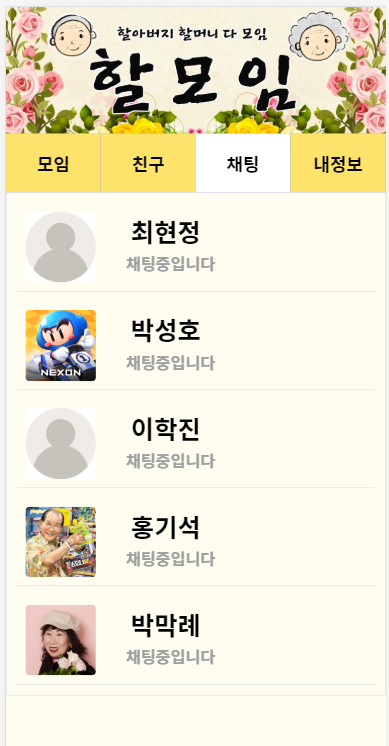 할아버지 할머니 다 모임
할 모 임
모임 친구 채팅 내정보
최현정
채팅중입니다
박성호
채팅중입니다
NEXON
이학진
채팅중입니다
홍기석
채팅중입니다
박막례
채팅중입니다